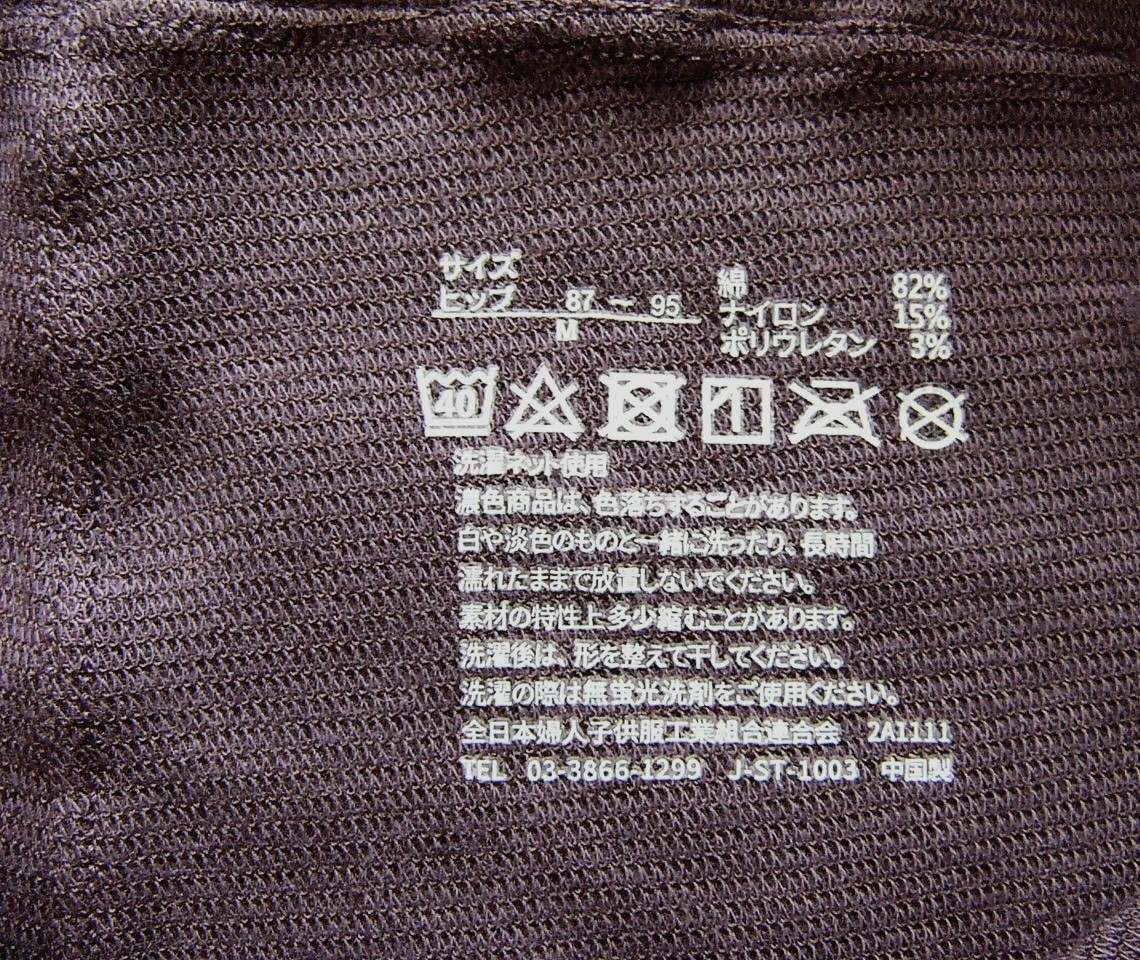 サイズ
ヒップ 87 ～ 95
M
綿 82%
ナイロン 15%
ポリウレタン 3%
40
洗濯ネット使用
濃色商品は、色落ちすることがあります。
白や淡色のものと一緒に洗ったり、長時間
濡れたままで放置しないでください。
素材の特性上多少縮むことがあります。
洗濯後は、形を整えて干してください。
洗濯の際は無蛍光洗剤をご使用ください。
全日本婦人子供服工業組合連合会 2AI111
TEL 03-3866-1299 J-ST-1003 中国製